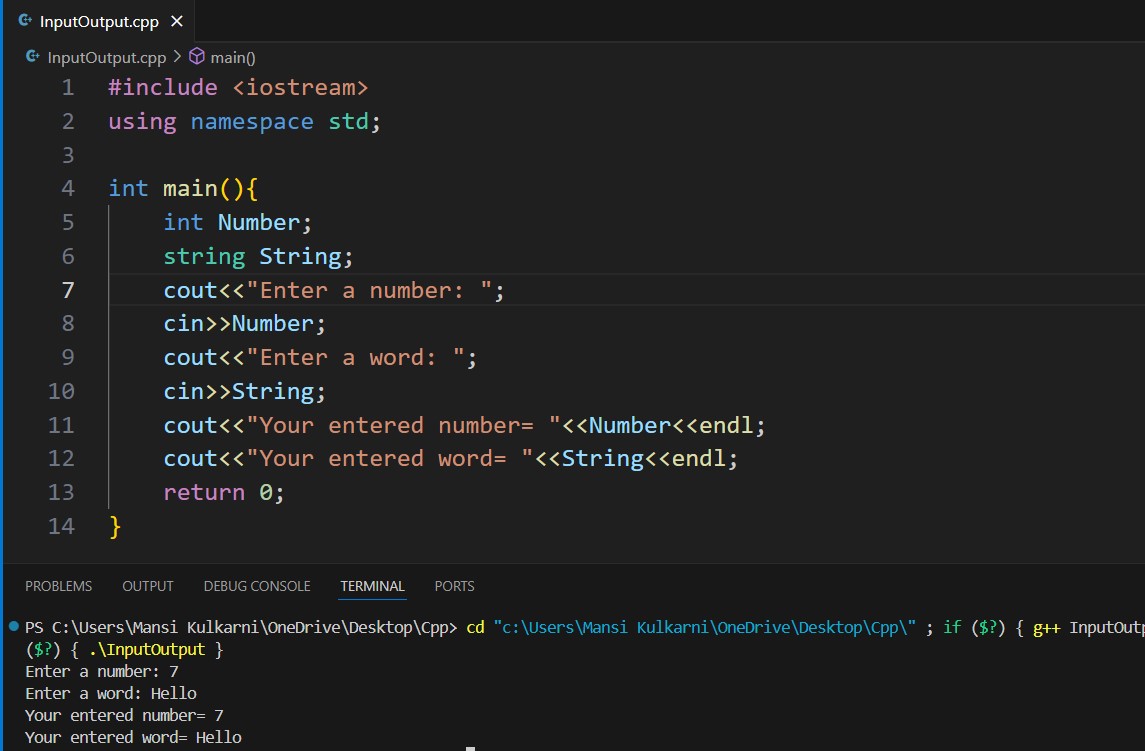 InputOutput.cpp
InputOutput.cpp > main()
1 #include <iostream>
2 using namespace std;
3
4 int main(){
5 int Number;
6 string String;
7 cout<<"Enter a number: ";
8 cin>>Number;
9 cout<<"Enter a word: ";
10 cin>>String;
11 cout<<"Your entered number= "<<Number<<endl;
12 cout<<"Your entered word= "<<String<<endl;
13 return 0;
14 }
PROBLEMS OUTPUT DEBUG CONSOLE TERMINAL PORTS
PS C:\Users\Mansi Kulkarni\OneDrive\Desktop\Cpp> cd "c:\Users\Mansi Kulkarni\OneDrive\Desktop\Cpp\" ; if ($?) { g++ InputOutp
($?) { .\InputOutput }
Enter a number: 7
Enter a word: Hello
Your entered number= 7
Your entered word= Hello